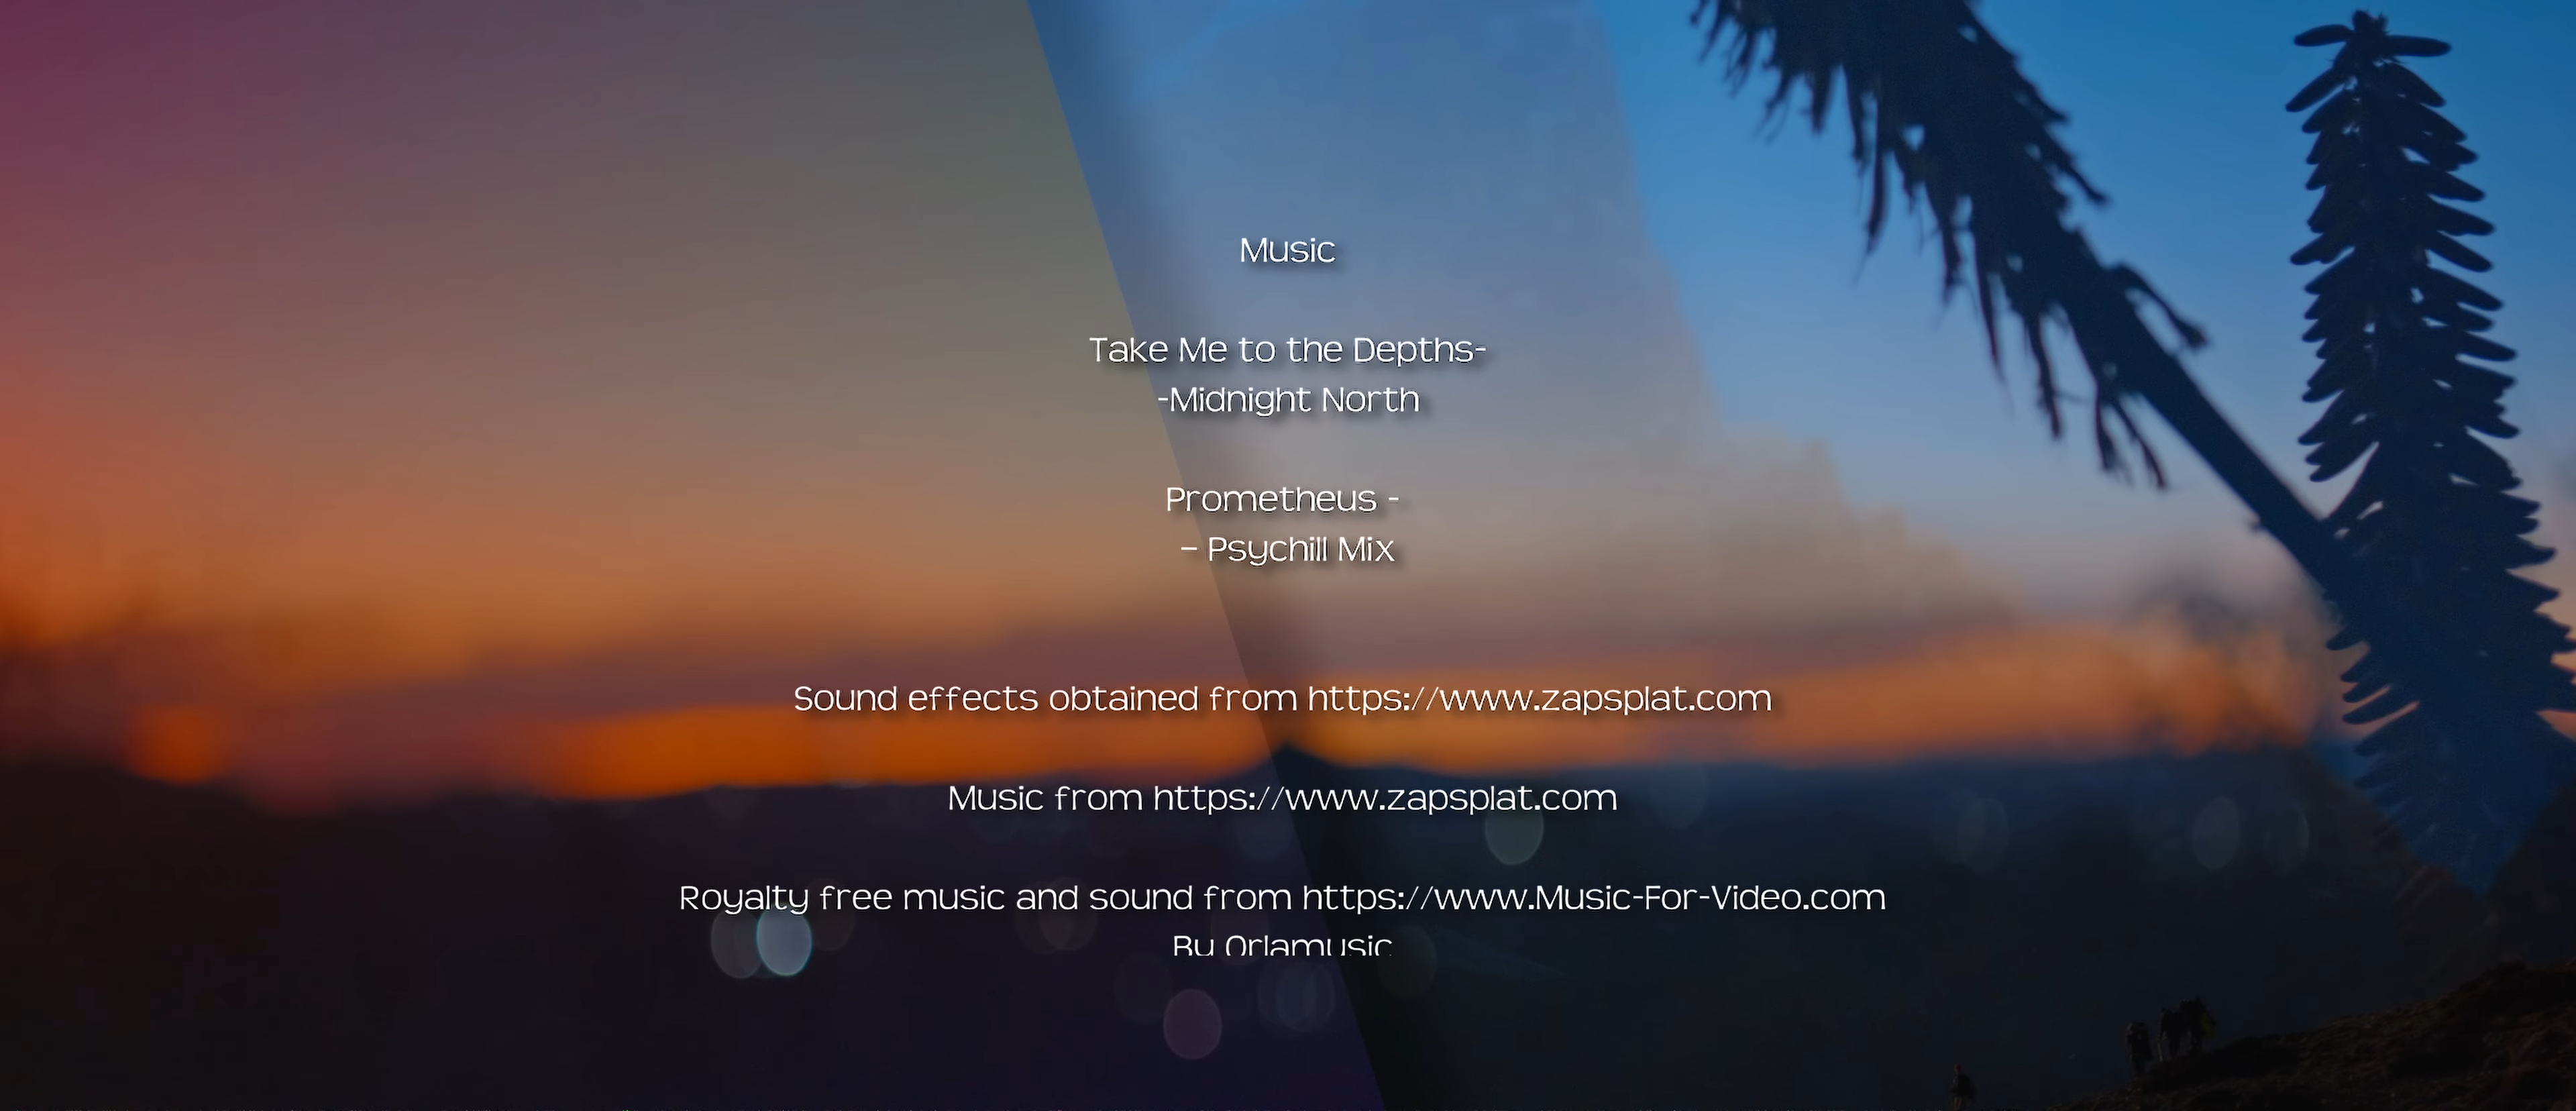 Music
Take Me to the Depths-
-Midnight North
Prometheus -
– Psychill Mix
Sound effects obtained from https://www.zapsplat.com
Music from https://www.zapsplat.com
Royalty free music and sound from https://www.Music-For-Video.com
By Orlamusic